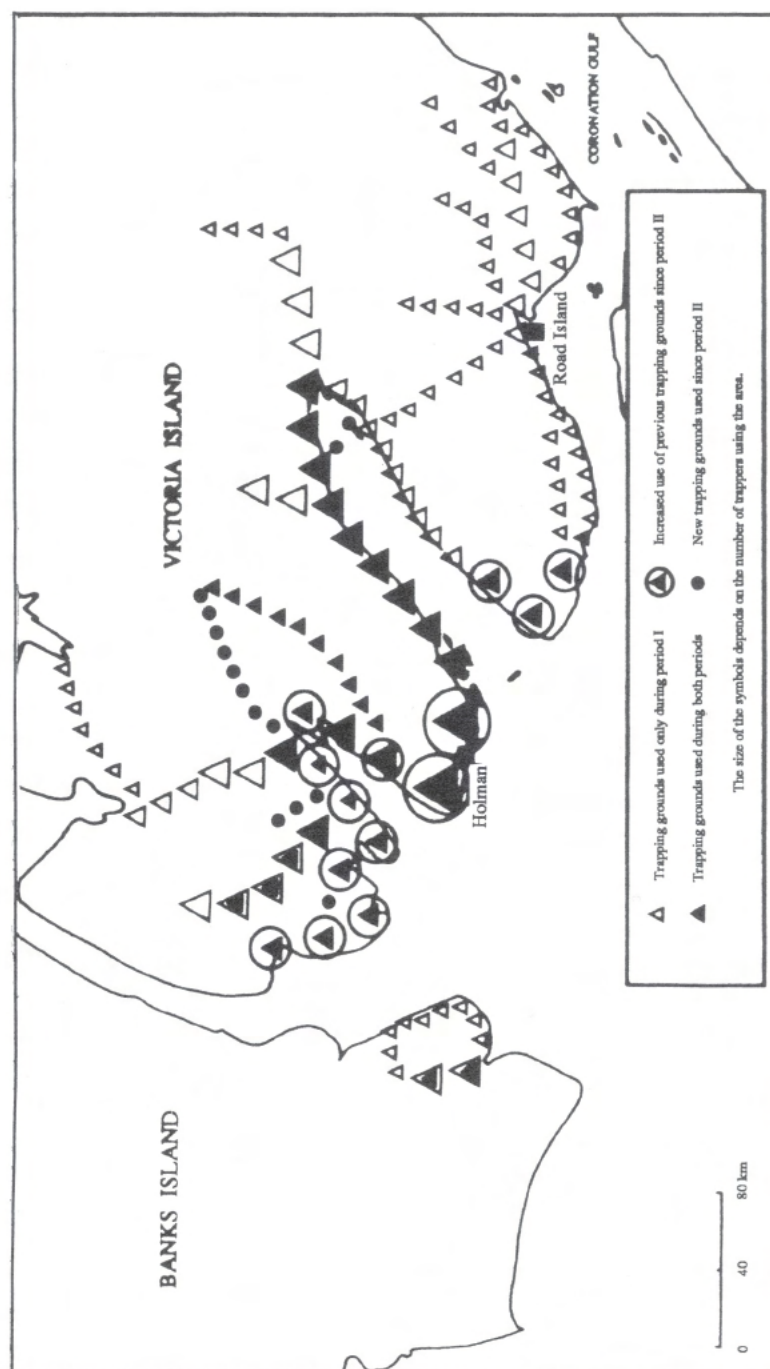 BANKS ISLAND
VICTORIA ISLAND
CORONATION GULF
Holman
Road Island
Trapping grounds used only during period I
Trapping grounds used during both periods
Increased use of previous trapping grounds since period II
New trapping grounds used since period II
The size of the symbols depends on the number of trappers using the area.
0 40 80 km